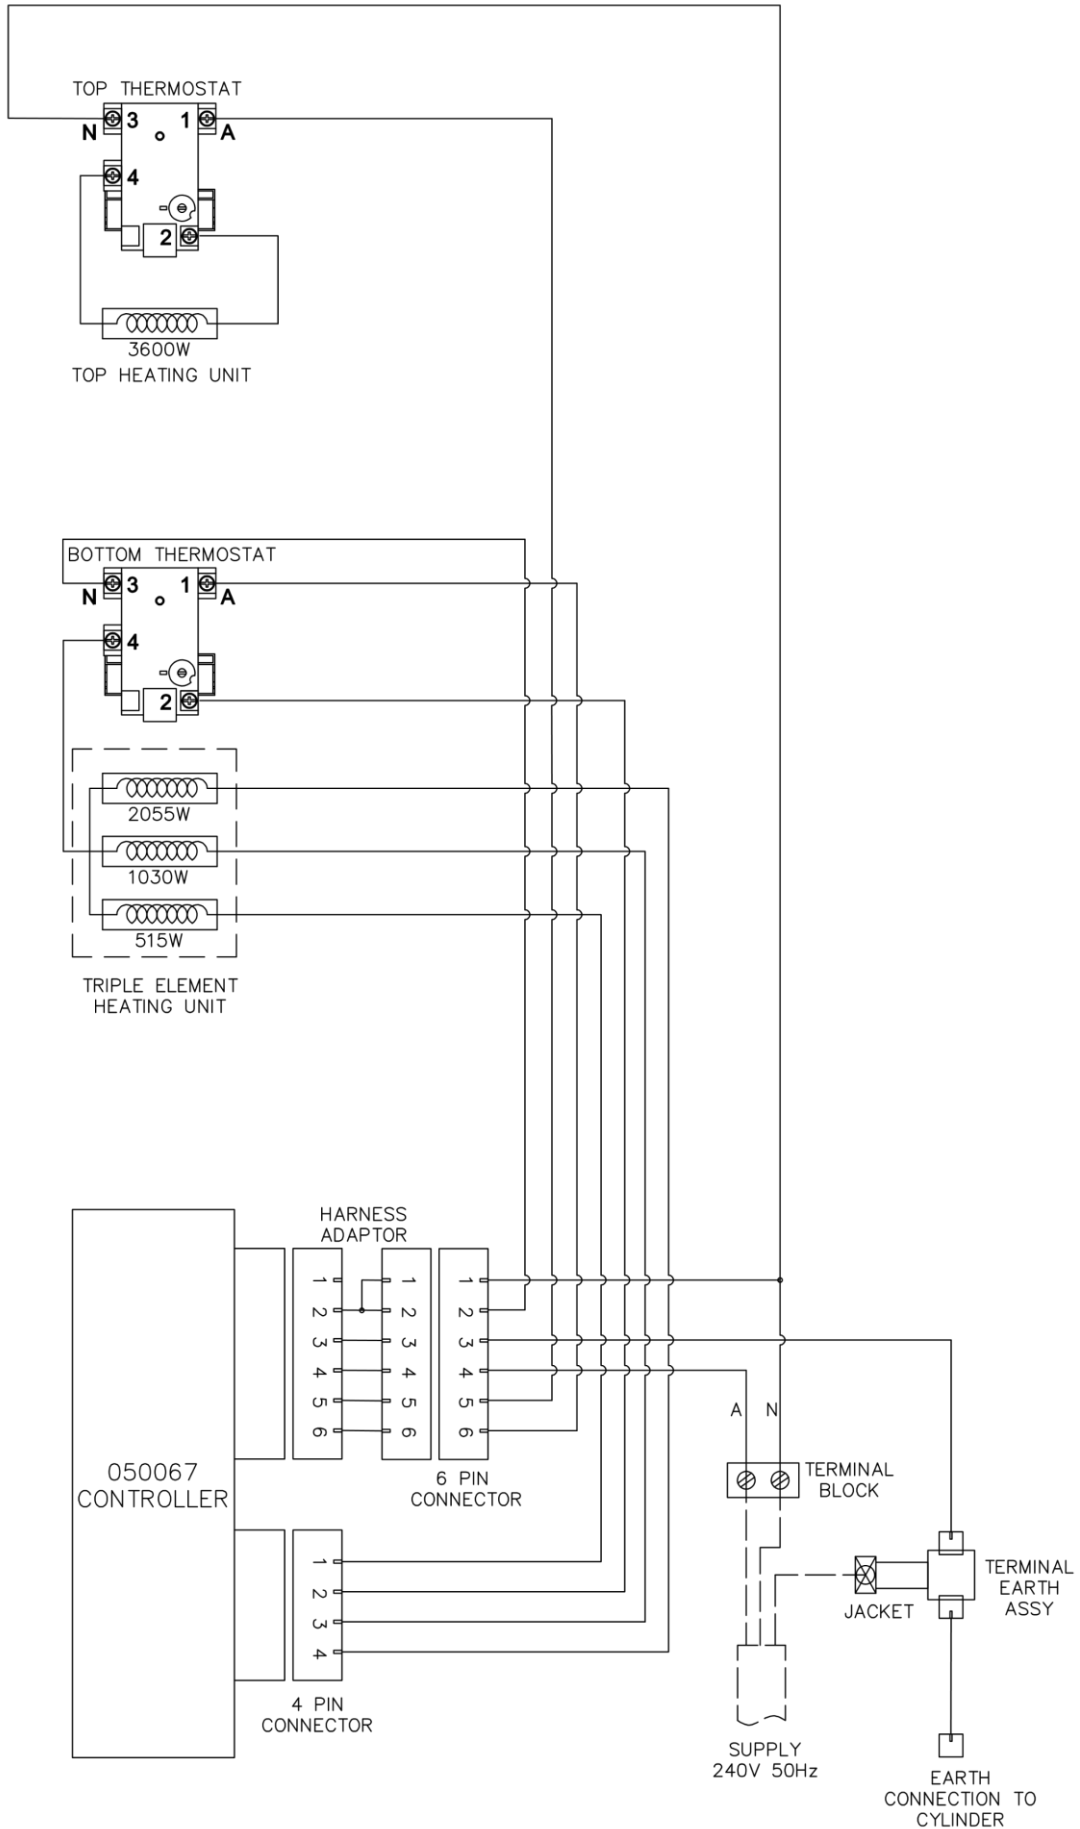 TOP THERMOSTAT
3 1
N A
4
2
3600W
TOP HEATING UNIT
BOTTOM THERMOSTAT
3 1
N A
4
2
2055W
1030W
515W
TRIPLE ELEMENT
HEATING UNIT
HARNESS
ADAPTOR
1 1 1
2 2 2
3 3 3
4 4 4
5 5 5
6 6 6
A N
050067
CONTROLLER
6 PIN
CONNECTOR
TERMINAL
BLOCK
1
2
3
4
4 PIN
CONNECTOR
JACKET
TERMINAL
EARTH
ASSY
SUPPLY
240V 50Hz
EARTH
CONNECTION TO
CYLINDER